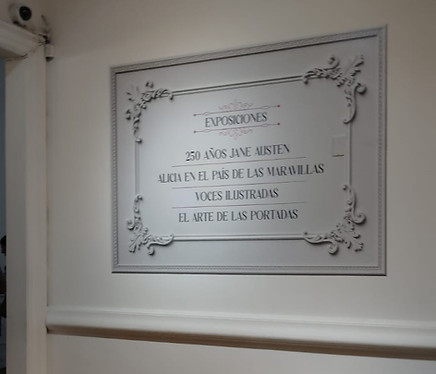 EXPOSICIONES
250 AÑOS JANE AUSTEN
ALICIA EN EL PAÍS DE LAS MARAVILLAS
VOCES ILUSTRADAS
EL ARTE DE LAS PORTADAS